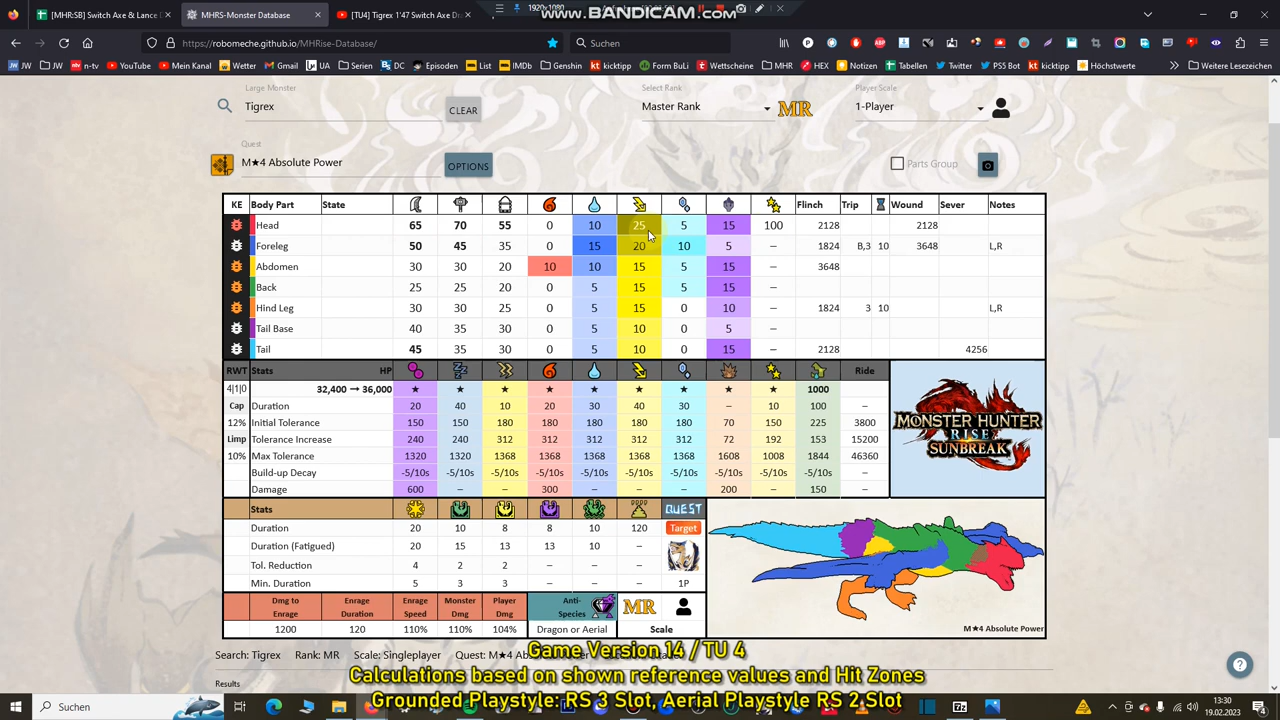 1920x1080
www.BANDICAM.com
[MHR:SB] Switch Axe & Lance
MHRS-Monster Database
[TU4] Tigrex 1'47 Switch Axe D
https://robomeche.github.io/MHRise-Database/
Suchen
JW JW n-tv YouTube Mein Kanal Wetter Gmail UA Serien DC Episoden List IMDb Genshin kicktipp Form BuLi Wettscheine MHR HEX Notizen Tabellen Twitter PS5 Bot kicktipp Höchstwerte Weitere Lesezeichen
Large Monster Select Rank Player Scale
Tigrex CLEAR Master Rank MR 1-Player
Quest
M★4 Absolute Power OPTIONS Parts Group
KE Body Part State Flinch Trip Wound Sever Notes
Head 65 70 55 0 10 25 5 15 100 2128 2128
Foreleg 50 45 35 0 15 20 10 5 – 1824 B,3 10 3648 L,R
Abdomen 30 30 20 10 10 15 5 15 – 3648
Back 25 25 20 0 5 15 5 15 –
Hind Leg 30 30 25 0 5 15 0 10 – 1824 3 10 L,R
Tail Base 40 35 30 0 5 10 0 5 –
Tail 45 35 30 0 5 10 0 15 – 2128 4256
RWT Stats HP Ride
4|1|0 32,400 → 36,000 ★ ★ ★ ★ ★ ★ ★ ★ ★ 1000
Cap Duration 20 40 10 20 30 40 30 – 10 100 –
12% Initial Tolerance 150 150 180 180 180 180 180 70 150 225 3800
Limp Tolerance Increase 240 240 312 312 312 312 312 72 192 153 15200
10% Max Tolerance 1320 1320 1368 1368 1368 1368 1368 1608 1008 1844 46360
Build-up Decay -5/10s -5/10s -5/10s -5/10s -5/10s -5/10s -5/10s – -5/10s -5/10s –
Damage 600 – – 300 – – – 200 – 150 –
MONSTER HUNTER
RISE
SUNBREAK
Stats QUEST
Duration 20 10 8 8 10 120 Target
Duration (Fatigued) 20 15 13 13 10 –
Tol. Reduction 4 2 2 – – –
Min. Duration 5 3 3 – – – 1P
Dmg to Enrage Enrage Duration Enrage Speed Monster Dmg Player Dmg Anti-Species MR
1200 120 110% 110% 104% Dragon or Aerial Scale
M★4 Absolute Power
Search: Tigrex Rank: MR Scale: Singleplayer Quest: M★4
Results
Game Version 14 / TU 4
Calculations based on shown reference values and Hit Zones
Grounded Playstyle: RS 3 Slot, Aerial Playstyle RS 2 Slot
Suchen
13:30
19.02.2023